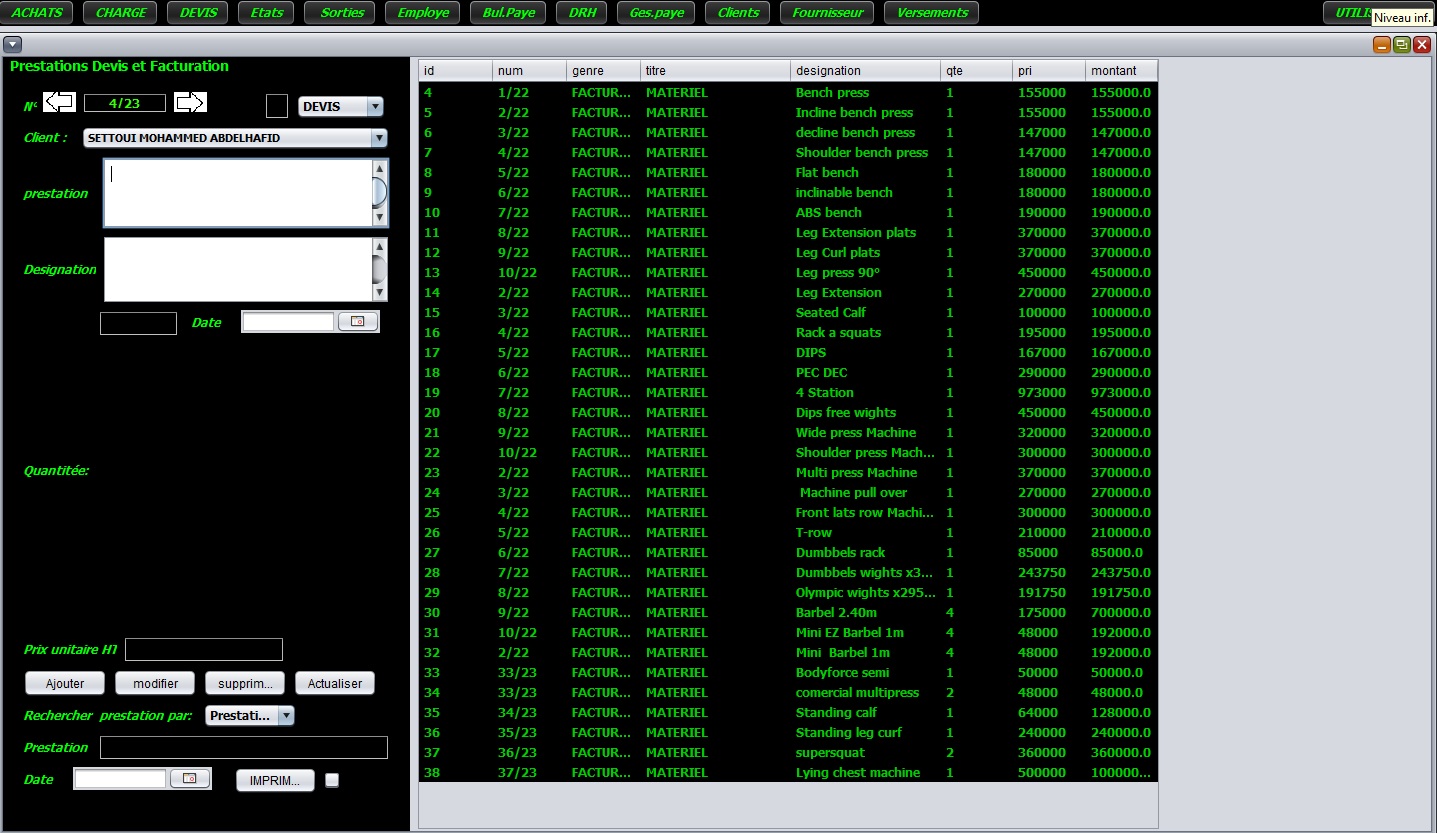 ACHATS CHARGE DEVIS Etats Sorties Employe Bul.Paye DRH Ges.paye Clients Fournisseur Versements
Niveau inf.
Prestations Devis et Facturation
N° 4/23 DEVIS
Client : SETTOUI MOHAMMED ABDELHAFID
prestation
Designation
Date
Quantitée:
Prix unitaire HT
Ajouter modifier supprim... Actualiser
Rechercher prestation par: Prestati...
Prestation
Date IMPRIM...
id num genre titre designation qte pri montant
4 1/22 FACTUR... MATERIEL Bench press 1 155000 155000.0
5 2/22 FACTUR... MATERIEL Incline bench press 1 155000 155000.0
6 3/22 FACTUR... MATERIEL decline bench press 1 147000 147000.0
7 4/22 FACTUR... MATERIEL Shoulder bench press 1 147000 147000.0
8 5/22 FACTUR... MATERIEL Flat bench 1 180000 180000.0
9 6/22 FACTUR... MATERIEL inclinable bench 1 180000 180000.0
10 7/22 FACTUR... MATERIEL ABS bench 1 190000 190000.0
11 8/22 FACTUR... MATERIEL Leg Extension plats 1 370000 370000.0
12 9/22 FACTUR... MATERIEL Leg Curl plats 1 370000 370000.0
13 10/22 FACTUR... MATERIEL Leg press 90° 1 450000 450000.0
14 2/22 FACTUR... MATERIEL Leg Extension 1 270000 270000.0
15 3/22 FACTUR... MATERIEL Seated Calf 1 100000 100000.0
16 4/22 FACTUR... MATERIEL Rack a squats 1 195000 195000.0
17 5/22 FACTUR... MATERIEL DIPS 1 167000 167000.0
18 6/22 FACTUR... MATERIEL PEC DEC 1 290000 290000.0
19 7/22 FACTUR... MATERIEL 4 Station 1 973000 973000.0
20 8/22 FACTUR... MATERIEL Dips free wights 1 450000 450000.0
21 9/22 FACTUR... MATERIEL Wide press Machine 1 320000 320000.0
22 10/22 FACTUR... MATERIEL Shoulder press Mach... 1 300000 300000.0
23 2/22 FACTUR... MATERIEL Multi press Machine 1 370000 370000.0
24 3/22 FACTUR... MATERIEL Machine pull over 1 270000 270000.0
25 4/22 FACTUR... MATERIEL Front lats row Machi... 1 300000 300000.0
26 5/22 FACTUR... MATERIEL T-row 1 210000 210000.0
27 6/22 FACTUR... MATERIEL Dumbbels rack 1 85000 85000.0
28 7/22 FACTUR... MATERIEL Dumbbels wights x3... 1 243750 243750.0
29 8/22 FACTUR... MATERIEL Olympic wights x295... 1 191750 191750.0
30 9/22 FACTUR... MATERIEL Barbel 2.40m 4 175000 700000.0
31 10/22 FACTUR... MATERIEL Mini EZ Barbel 1m 4 48000 192000.0
32 2/22 FACTUR... MATERIEL Mini Barbel 1m 4 48000 192000.0
33 33/23 FACTUR... MATERIEL Bodyforce semi 1 50000 50000.0
34 33/23 FACTUR... MATERIEL comercial multipress 2 48000 48000.0
35 34/23 FACTUR... MATERIEL Standing calf 1 64000 128000.0
36 35/23 FACTUR... MATERIEL Standing leg curf 1 240000 240000.0
37 36/23 FACTUR... MATERIEL supersquat 2 360000 360000.0
38 37/23 FACTUR... MATERIEL Lying chest machine 1 500000 100000...